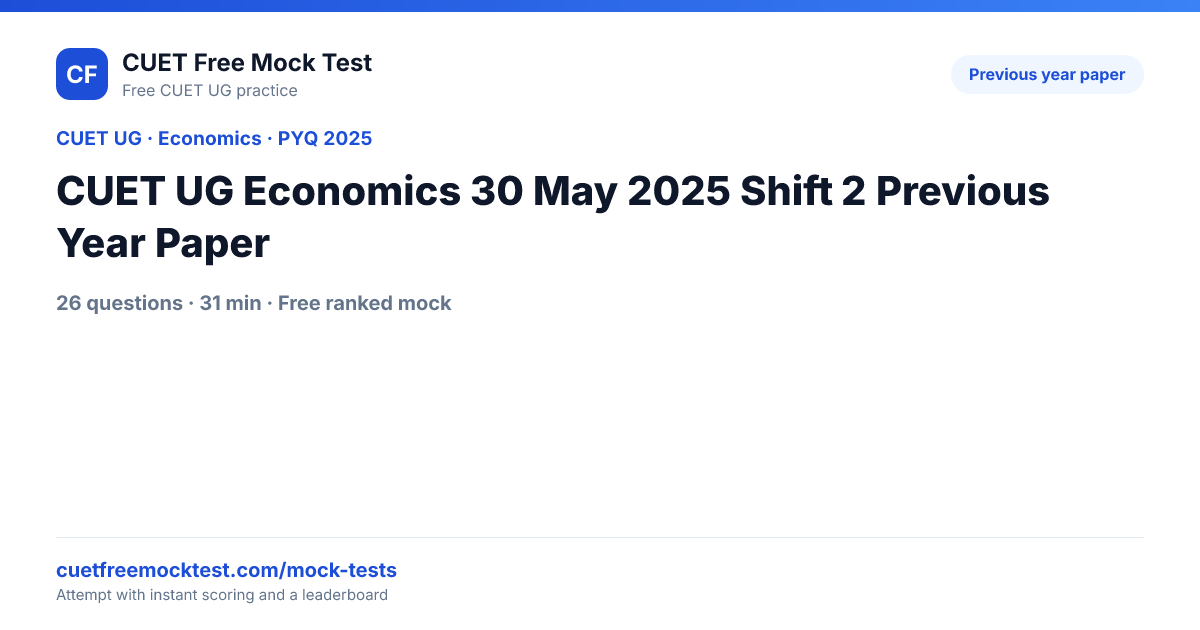 CF
CUET Free Mock Test
Free CUET UG practice
Previous year paper
CUET UG · Economics · PYQ 2025
CUET UG Economics 30 May 2025 Shift 2 Previous
Year Paper
26 questions · 31 min · Free ranked mock
cuetfreemocktest.com/mock-tests
Attempt with instant scoring and a leaderboard